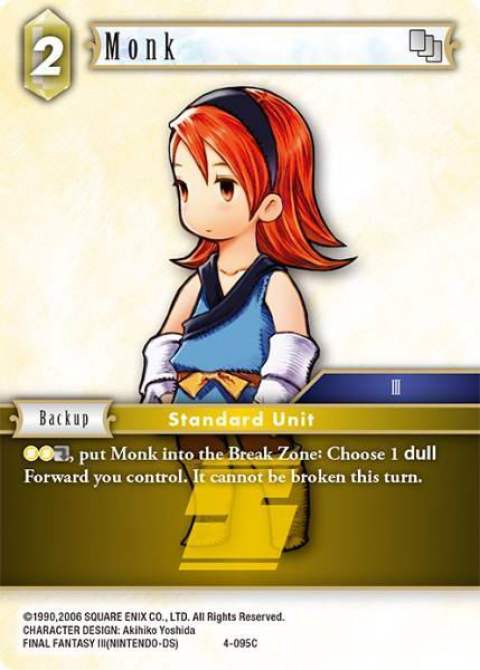 2
Monk
III
Backup
Standard Unit
, put Monk into the Break Zone: Choose 1 dull
Forward you control. It cannot be broken this turn.
©1990,2006 SQUARE ENIX CO., LTD. All Rights Reserved.
CHARACTER DESIGN: Akihiko Yoshida
FINAL FANTASY III(NINTENDO-DS)
4-095C